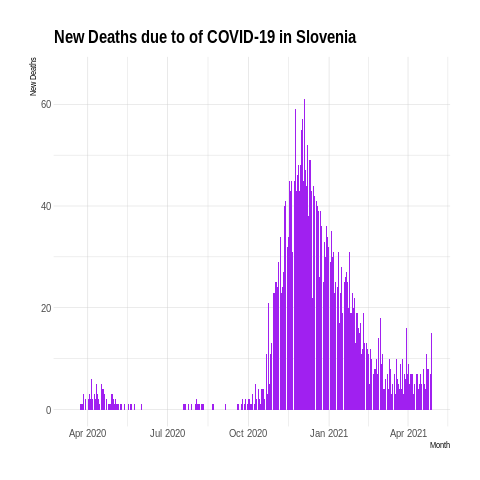 New Deaths due to of COVID-19 in Slovenia
New Deaths
60
40
20
0
Apr 2020 Jul 2020 Oct 2020 Jan 2021 Apr 2021
Month